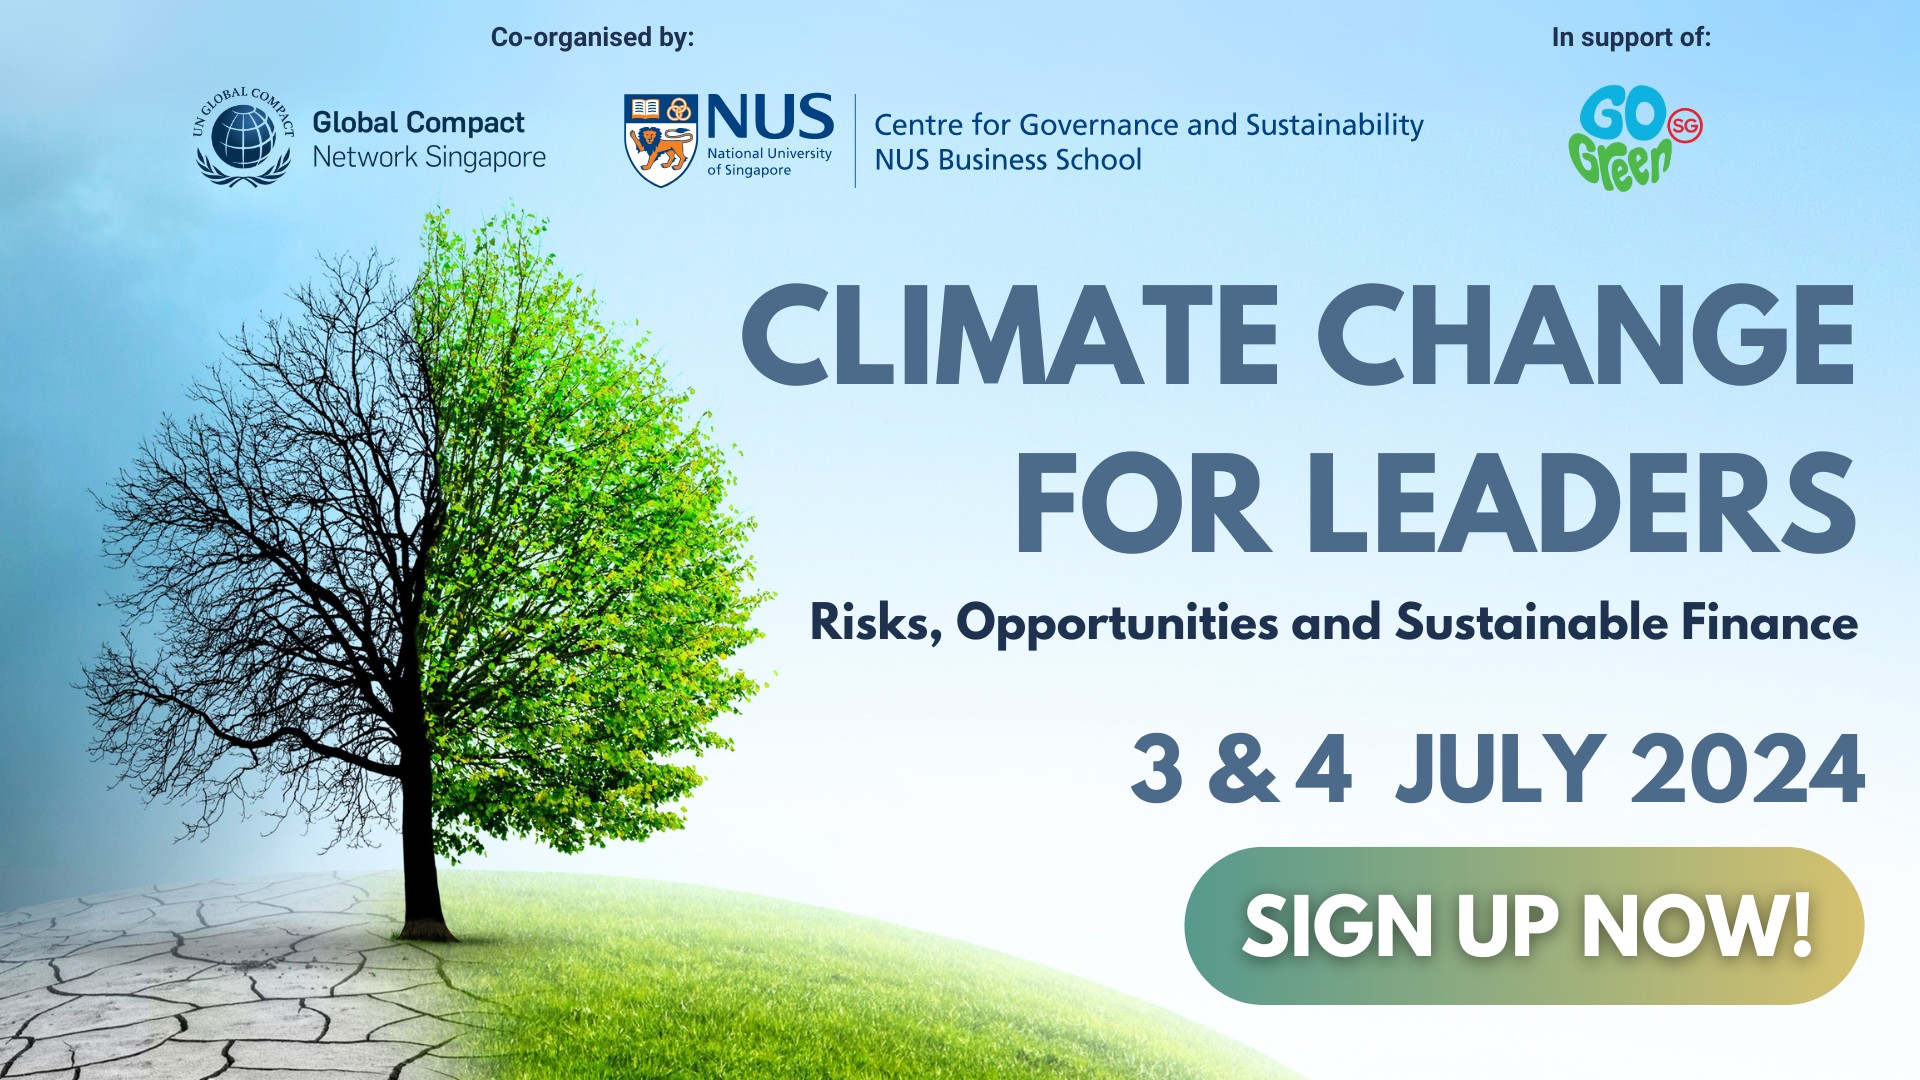 Co-organised by:
In support of:
UN GLOBAL COMPACT
Global Compact
Network Singapore
NUS
National University
of Singapore
Centre for Governance and Sustainability
NUS Business School
GO
SG
Green
CLIMATE CHANGE
FOR LEADERS
Risks, Opportunities and Sustainable Finance
3 & 4 JULY 2024
SIGN UP NOW!